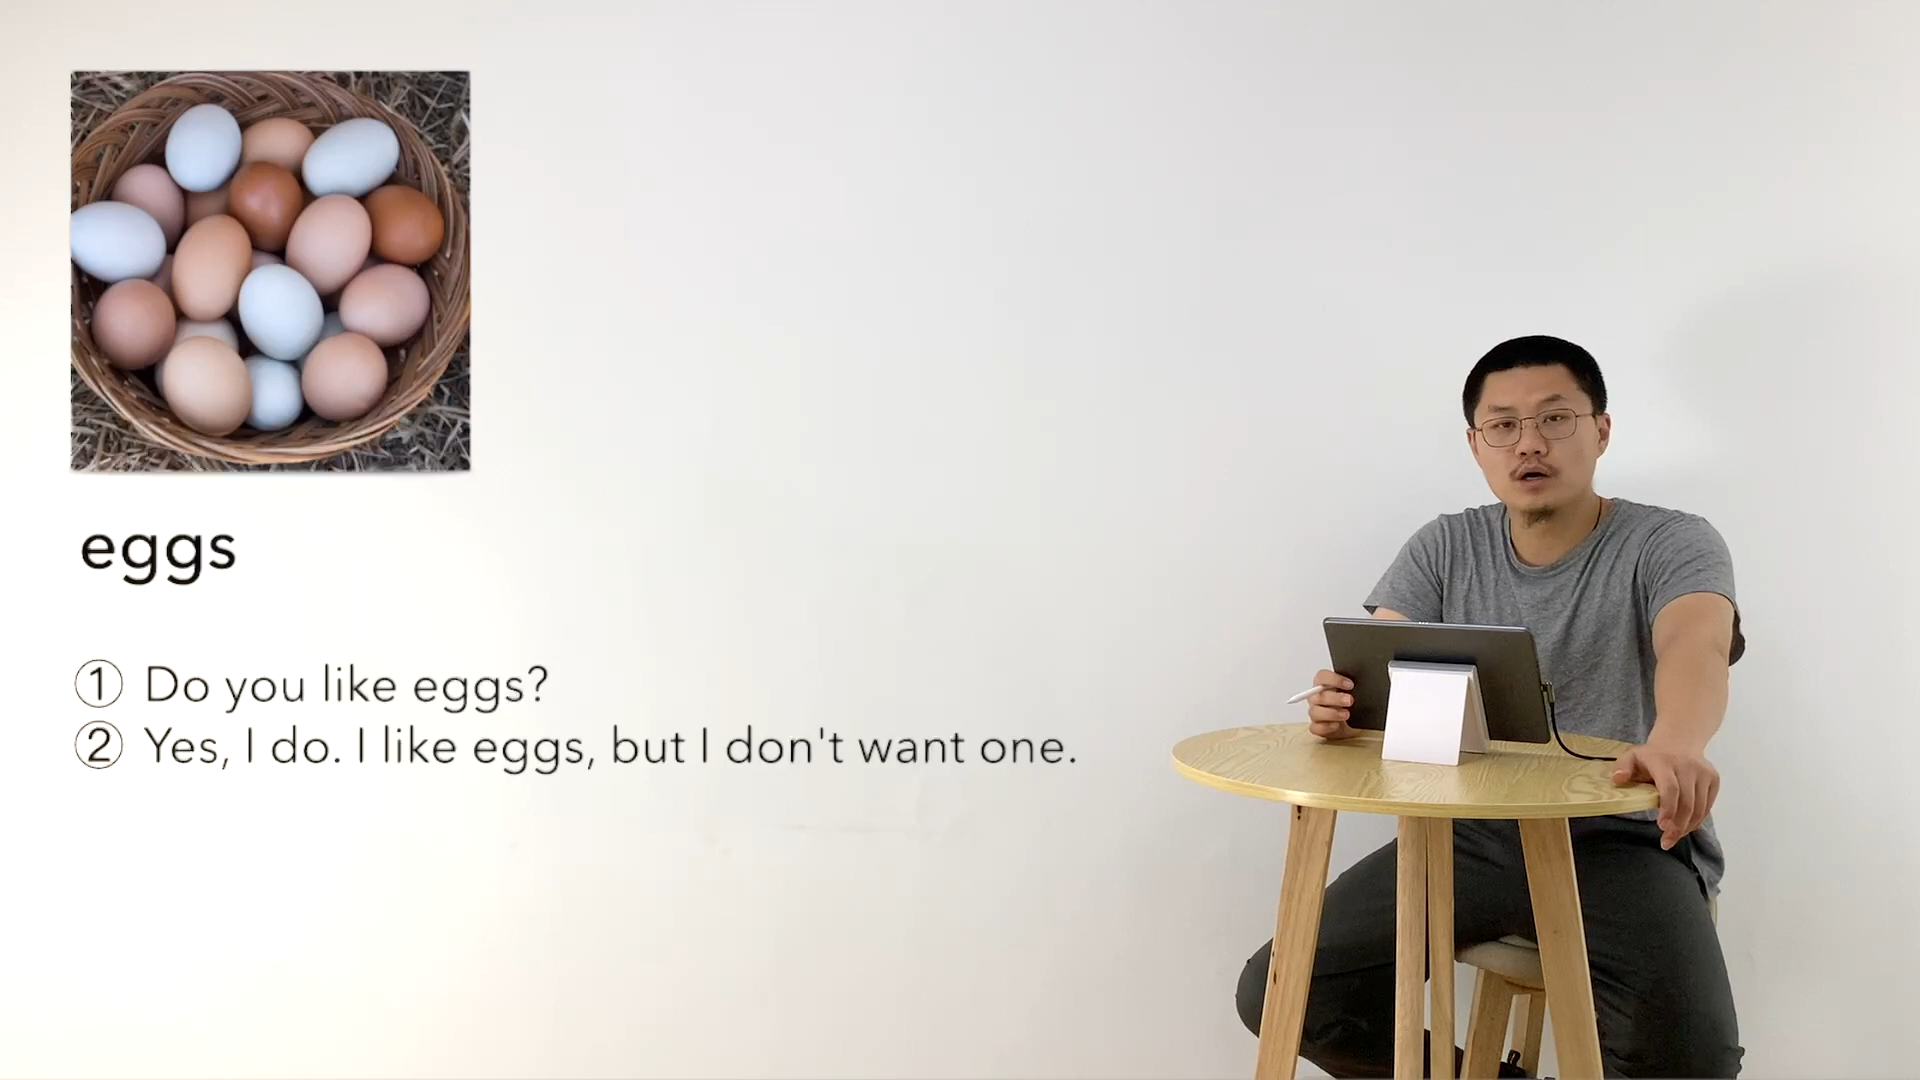 eggs
① Do you like eggs?
② Yes, I do. I like eggs, but I don't want one.